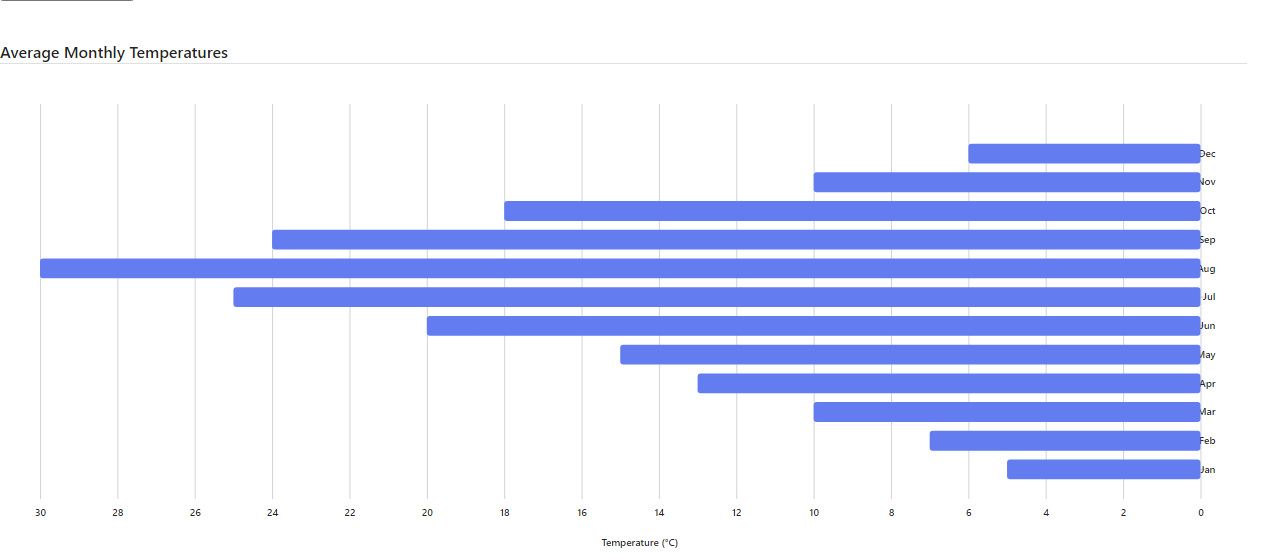 Average Monthly Temperatures
Dec
Nov
Oct
Sep
Aug
Jul
Jun
May
Apr
Mar
Feb
Jan
30 28 26 24 22 20 18 16 14 12 10 8 6 4 2 0
Temperature (°C)